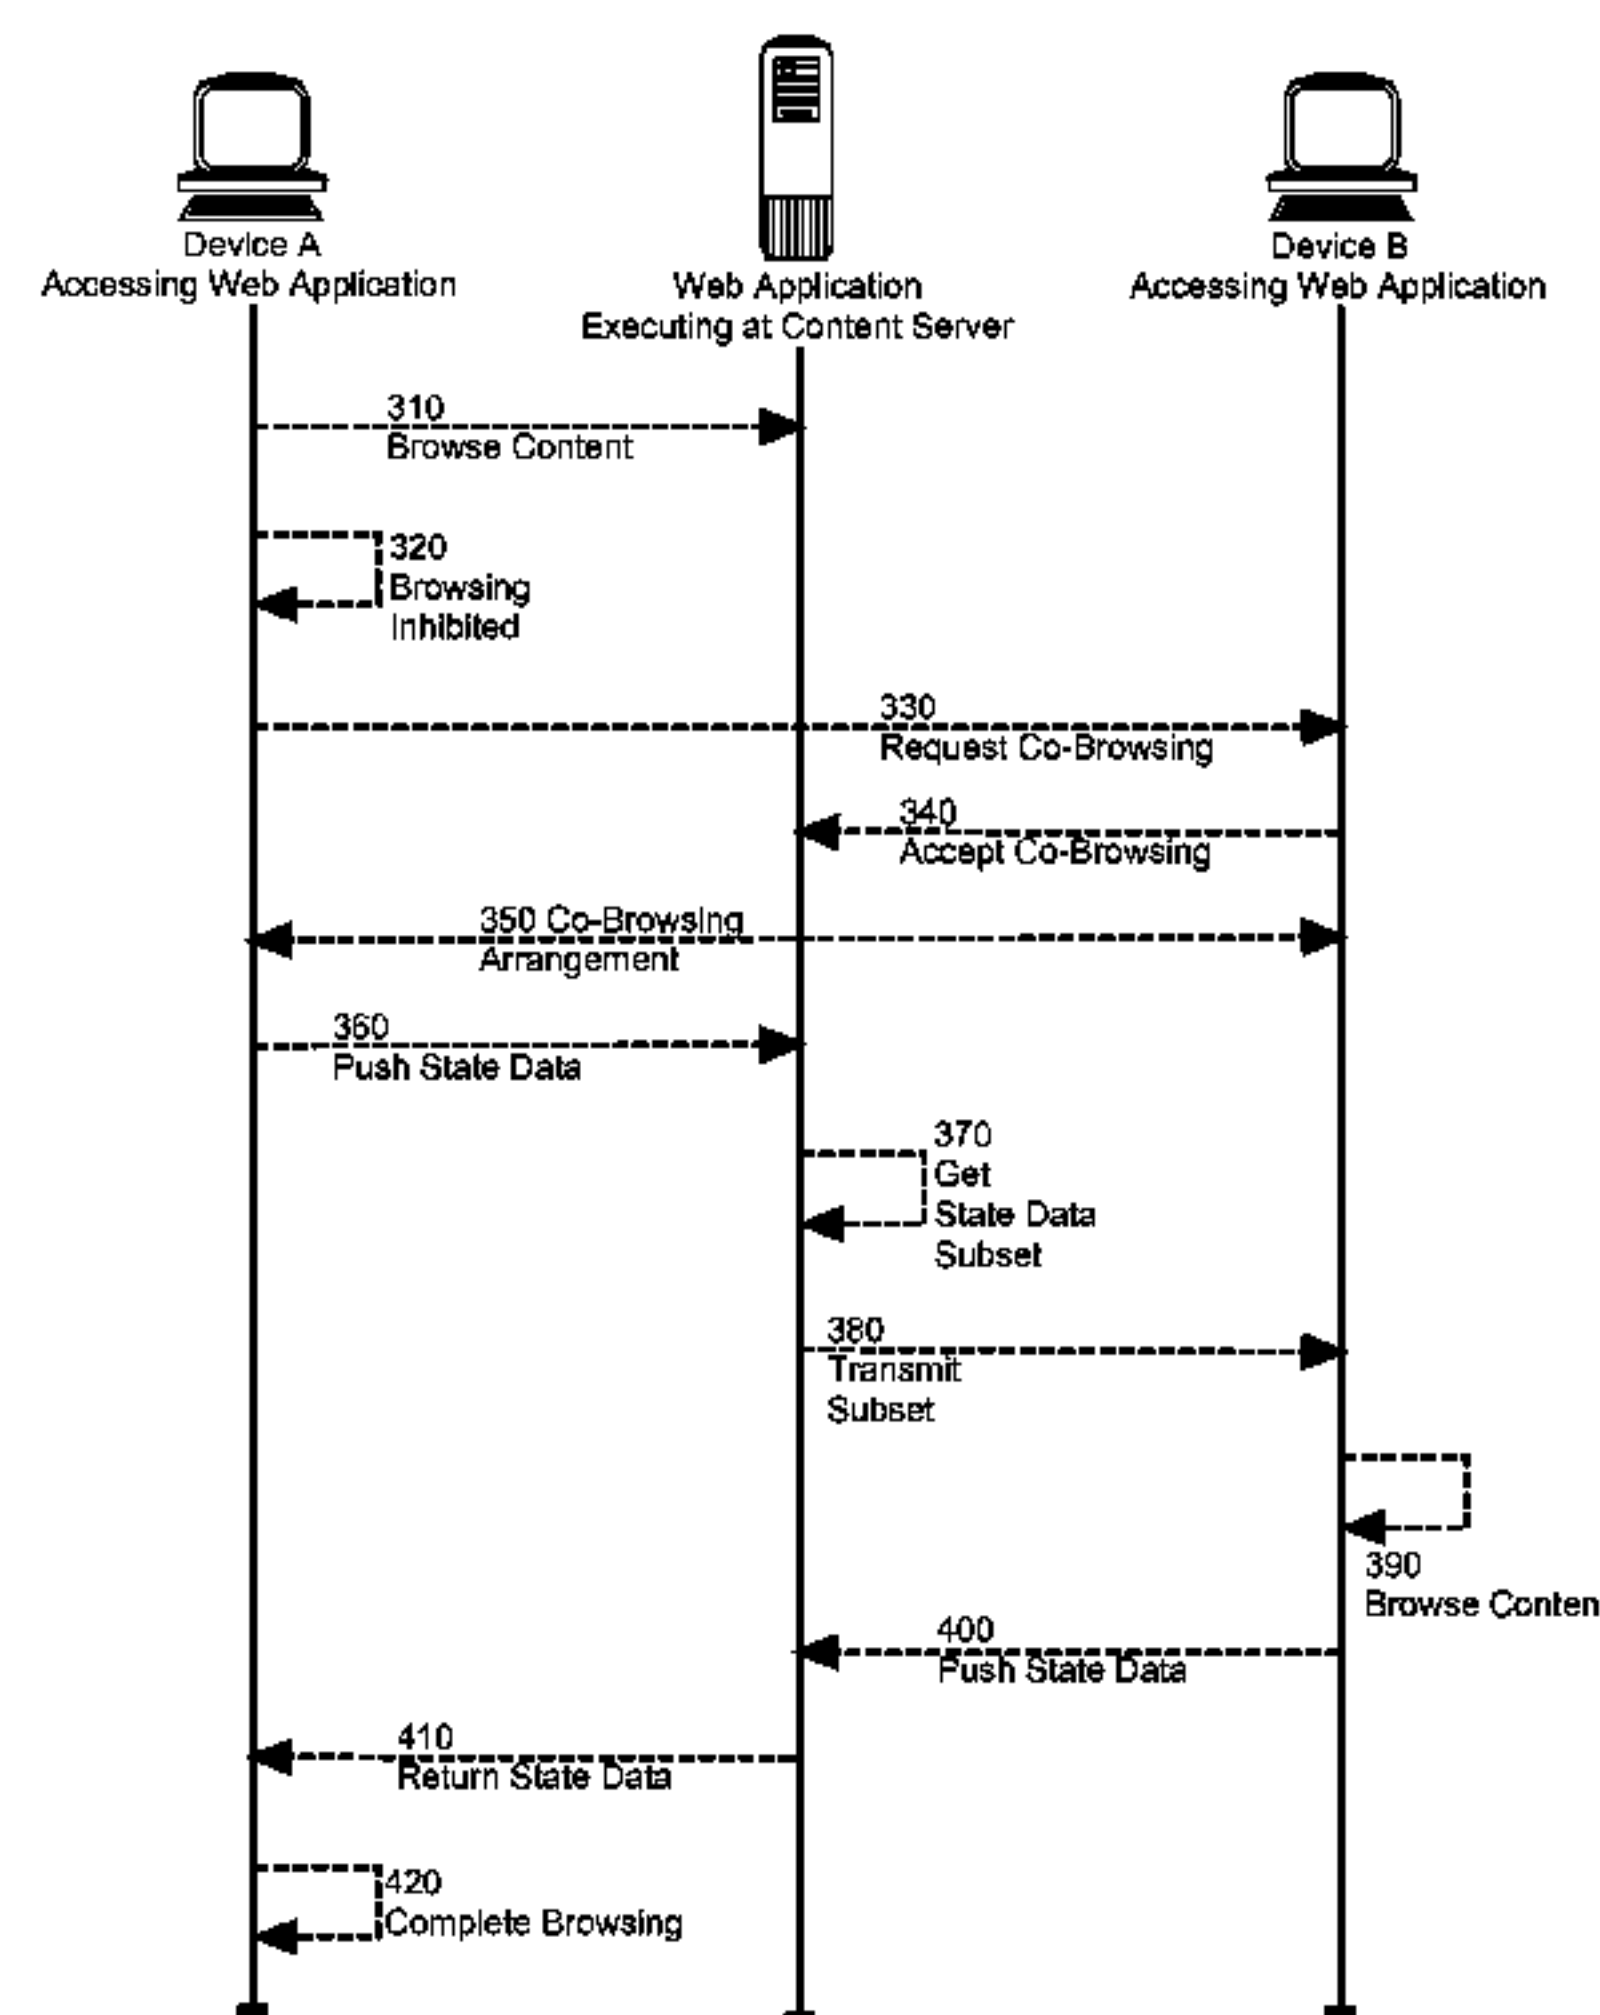 Device A
Accessing Web Application
Web Application
Executing at Content Server
Device B
Accessing Web Application
310
Browse Content
320
Browsing
Inhibited
330
Request Co-Browsing
340
Accept Co-Browsing
350 Co-Browsing
Arrangement
360
Push State Data
370
Get
State Data
Subset
380
Transmit
Subset
390
Browse Conten
400
Push State Data
410
Return State Data
420
Complete Browsing